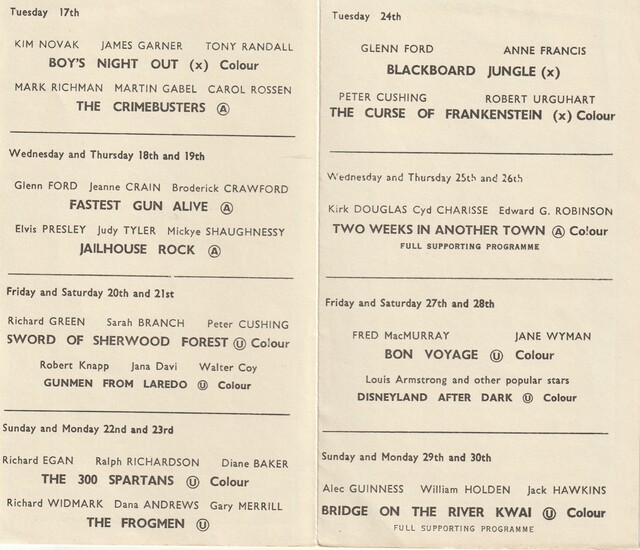 Tuesday 17th
KIM NOVAK JAMES GARNER TONY RANDALL
BOY'S NIGHT OUT (x) Colour
MARK RICHMAN MARTIN GABEL CAROL ROSSEN
THE CRIMEBUSTERS Ⓐ
Wednesday and Thursday 18th and 19th
Glenn FORD Jeanne CRAIN Broderick CRAWFORD
FASTEST GUN ALIVE Ⓐ
Elvis PRESLEY Judy TYLER Mickye SHAUGHNESSY
JAILHOUSE ROCK Ⓐ
Friday and Saturday 20th and 21st
Richard GREEN Sarah BRANCH Peter CUSHING
SWORD OF SHERWOOD FOREST Ⓤ Colour
Robert Knapp Jana Davi Walter Coy
GUNMEN FROM LAREDO Ⓤ Colour
Sunday and Monday 22nd and 23rd
Richard EGAN Ralph RICHARDSON Diane BAKER
THE 300 SPARTANS Ⓤ Colour
Richard WIDMARK Dana ANDREWS Gary MERRILL
THE FROGMEN Ⓤ
Tuesday 24th
GLENN FORD ANNE FRANCIS
BLACKBOARD JUNGLE (x)
PETER CUSHING ROBERT URGUHART
THE CURSE OF FRANKENSTEIN (x) Colour
Wednesday and Thursday 25th and 26th
Kirk DOUGLAS Cyd CHARISSE Edward G. ROBINSON
TWO WEEKS IN ANOTHER TOWN Ⓐ Colour
FULL SUPPORTING PROGRAMME
Friday and Saturday 27th and 28th
FRED MacMURRAY JANE WYMAN
BON VOYAGE Ⓤ Colour
Louis Armstrong and other popular stars
DISNEYLAND AFTER DARK Ⓤ Colour
Sunday and Monday 29th and 30th
Alec GUINNESS William HOLDEN Jack HAWKINS
BRIDGE ON THE RIVER KWAI Ⓤ Colour
FULL SUPPORTING PROGRAMME